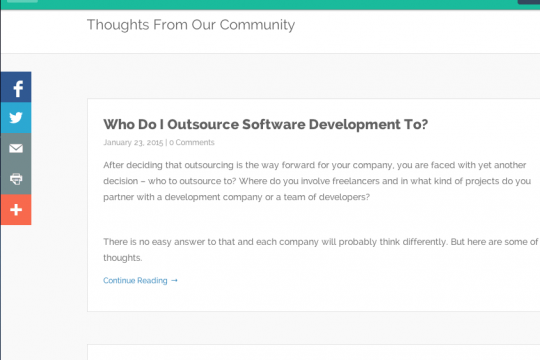 Thoughts From Our Community
Who Do I Outsource Software Development To?
January 23, 2015 | 0 Comments
After deciding that outsourcing is the way forward for your company, you are faced with yet another
decision – who to outsource to? Where do you involve freelancers and in what kind of projects do you
partner with a development company or a team of developers?
There is no easy answer to that and each company will probably think differently. But here are some of
thoughts.
Continue Reading →